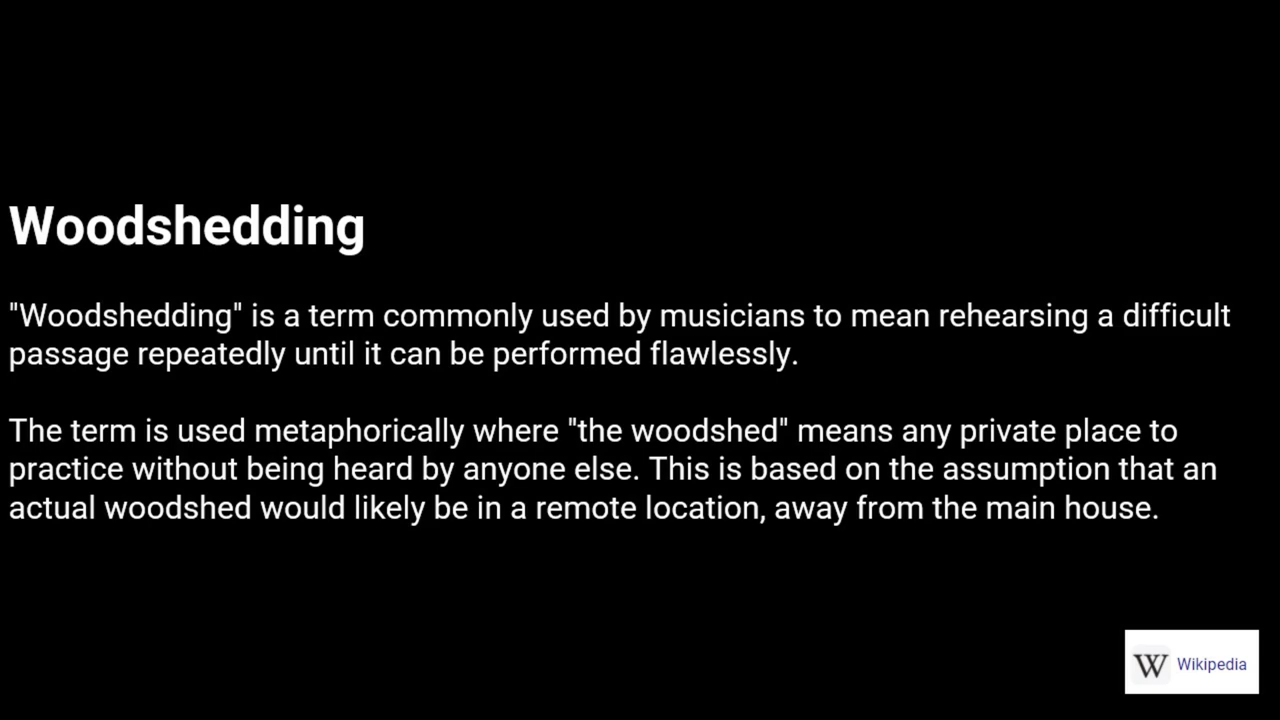 Woodshedding
"Woodshedding" is a term commonly used by musicians to mean rehearsing a difficult
passage repeatedly until it can be performed flawlessly.
The term is used metaphorically where "the woodshed" means any private place to
practice without being heard by anyone else. This is based on the assumption that an
actual woodshed would likely be in a remote location, away from the main house.
W Wikipedia